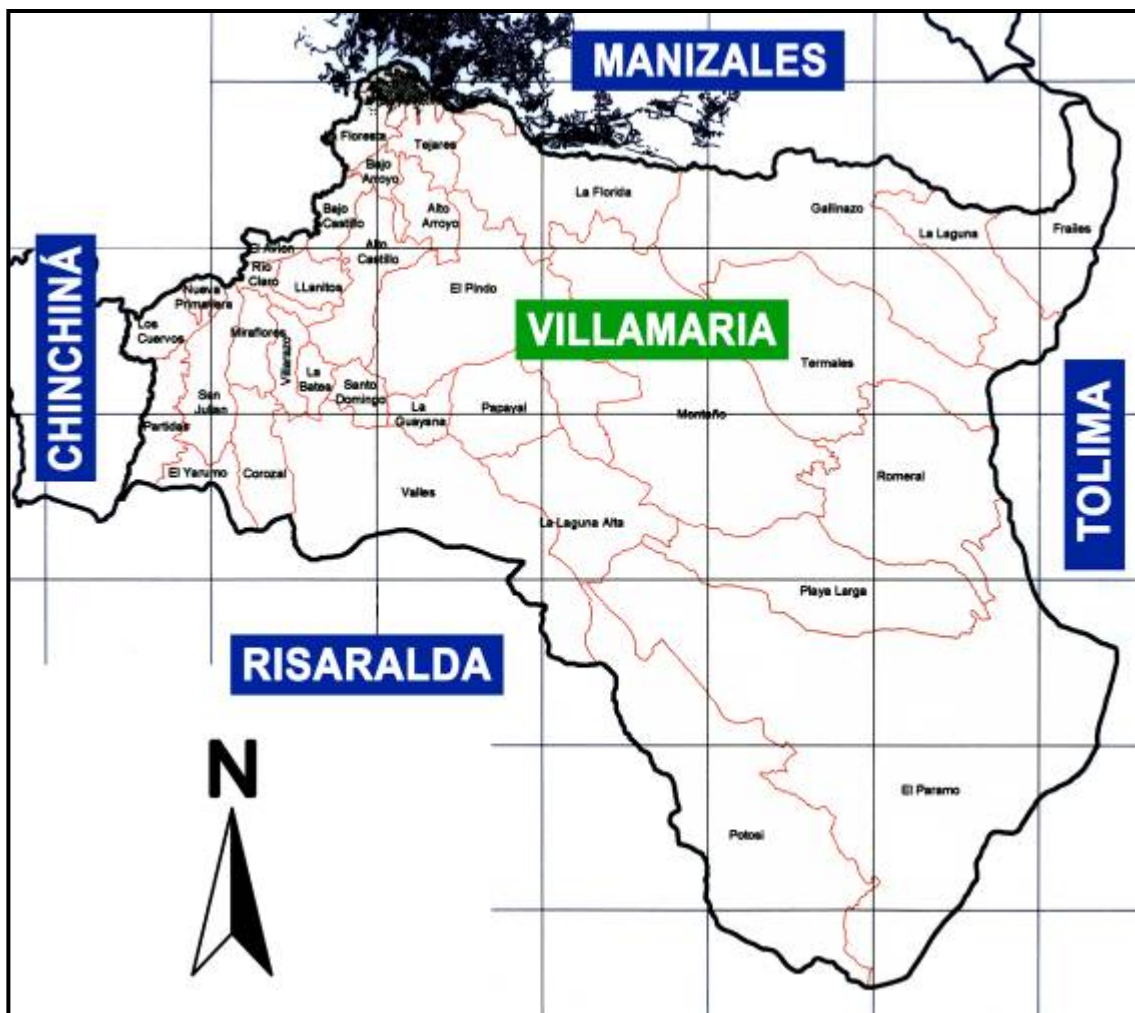 MANIZALES
Floresta
Tejares
Bajo
Arroyo
La Florida
Bajo
Castillo
Alto
Arroyo
Gallinazo
La Laguna
Frailes
El Avion
Alto
Castillo
Rio
Claro
LLanitos
El Pindo
CHINCHINÁ
Nueva
Primavera
Los
Cuervos
Miraflores
VILLAMARIA
Villarazo
Termales
La
Batea
Santo
Domingo
San
Julian
La
Guayana
Papayal
Montaño
Partidas
TOLIMA
El Yarumo
Corozal
Valles
Romeral
La Laguna Alta
Playa Larga
RISARALDA
N
El Paramo
Potosi